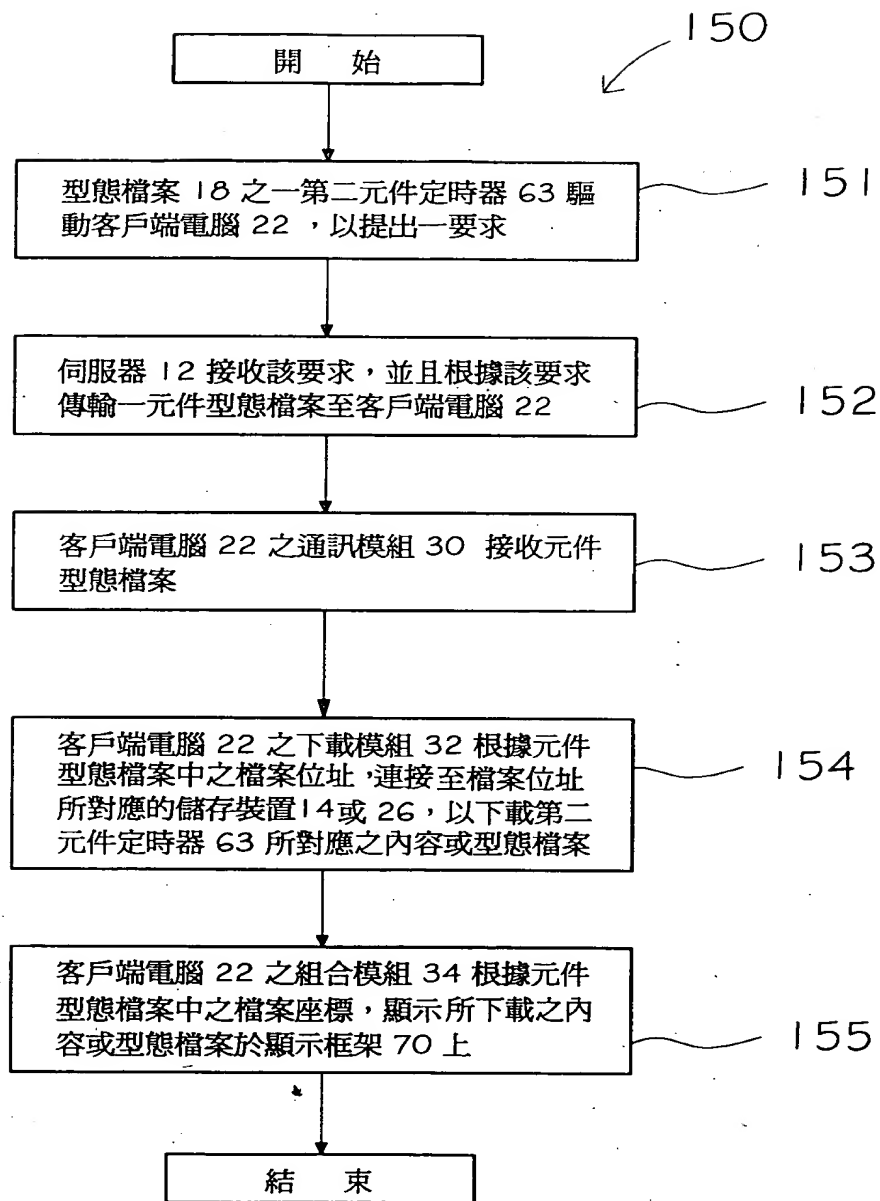 150
開 始
型態檔案 18 之一第二元件定時器 63 驅
動客戶端電腦 22 ，以提出一要求
151
伺服器 12 接收該要求，並且根據該要求
傳輸一元件型態檔案至客戶端電腦 22
152
客戶端電腦 22 之通訊模組 30 接收元件
型態檔案
153
客戶端電腦 22 之下載模組 32 根據元件
型態檔案中之檔案位址，連接至檔案位址
所對應的儲存裝置14或 26，以下載第二
元件定時器 63 所對應之內容或型態檔案
154
客戶端電腦 22 之組合模組 34 根據元件
型態檔案中之檔案座標，顯示所下載之內
容或型態檔案於顯示框架 70 上
155
結 束